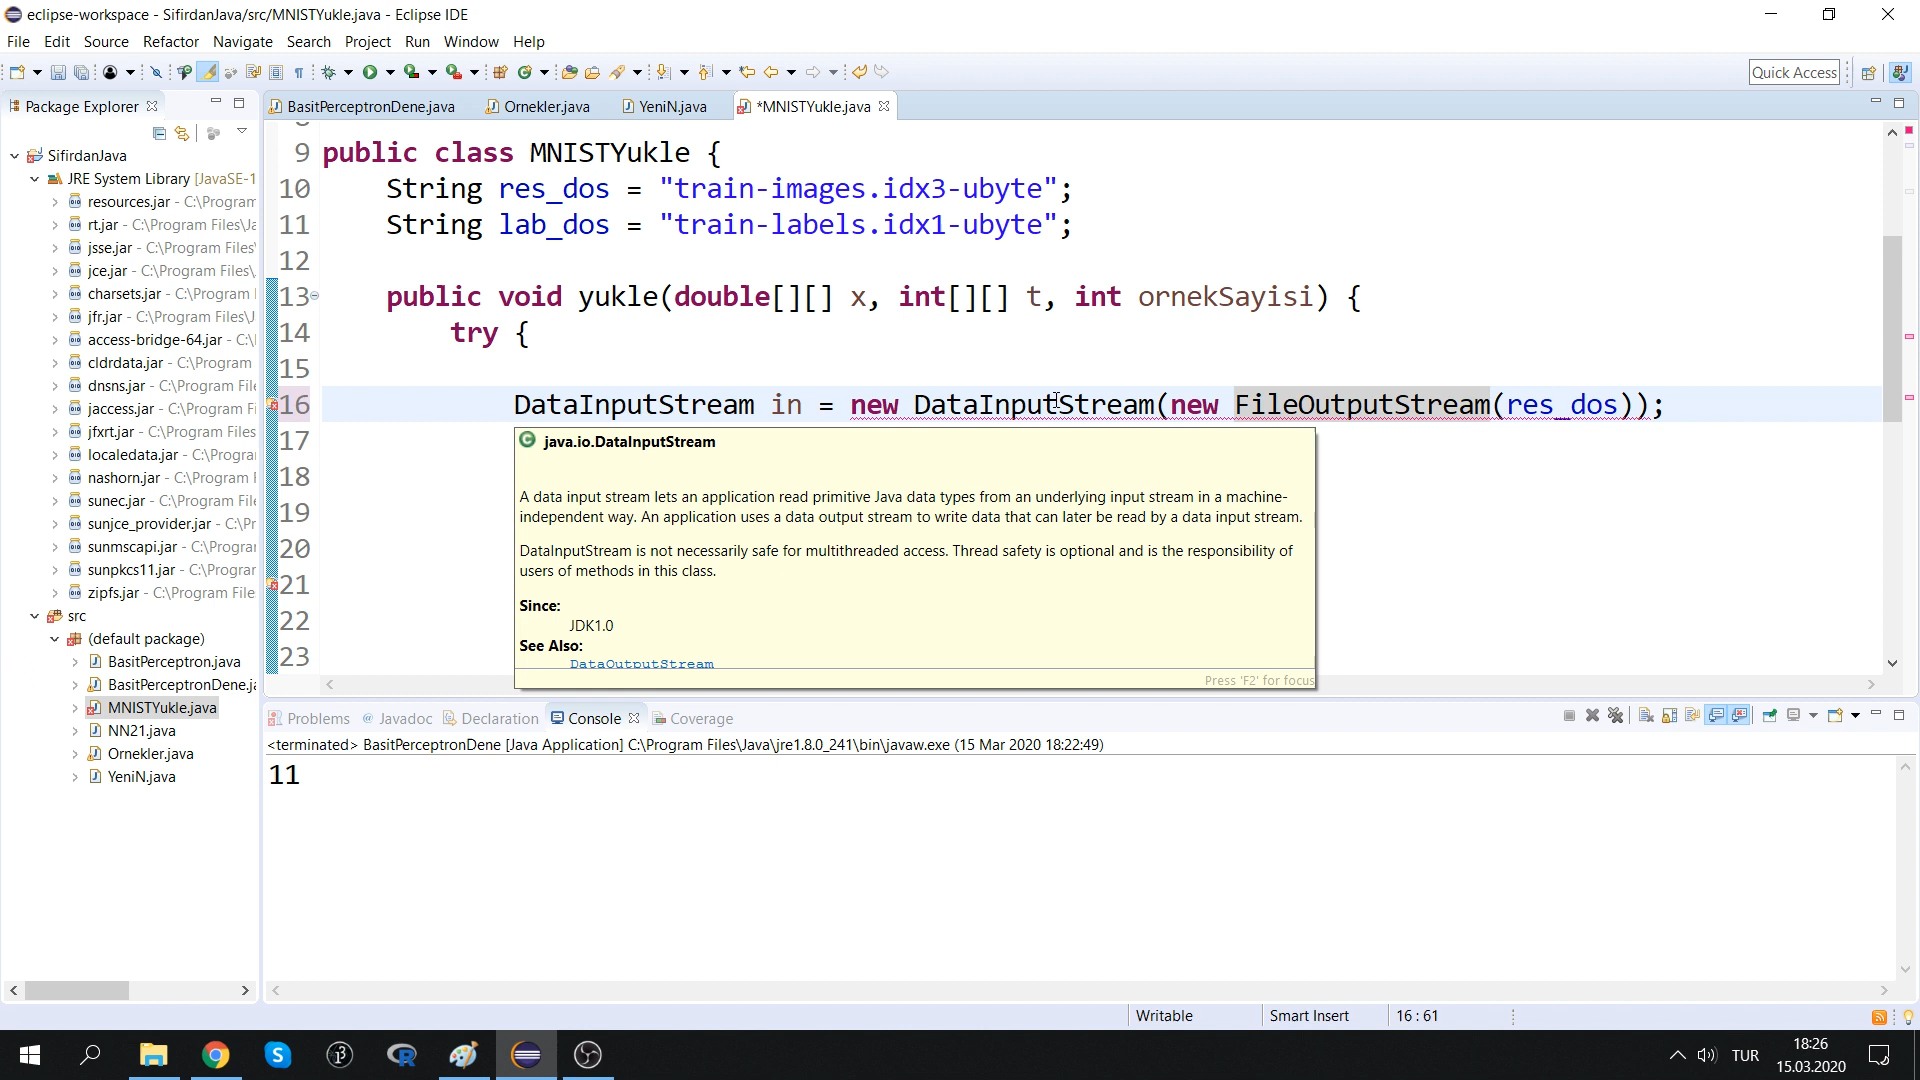 eclipse-workspace - SifirdanJava/src/MNISTYukle.java - Eclipse IDE
File Edit Source Refactor Navigate Search Project Run Window Help
Quick Access
Package Explorer
BasitPerceptronDene.java Ornekler.java YeniN.java *MNISTYukle.java
SifirdanJava
JRE System Library [JavaSE-1
resources.jar - C:\Program
rt.jar - C:\Program Files\Ja
jsse.jar - C:\Program Files\
jce.jar - C:\Program Files\
charsets.jar - C:\Program
jfr.jar - C:\Program Files\J
access-bridge-64.jar - C:\
cldrdata.jar - C:\Program
dnsns.jar - C:\Program File
jaccess.jar - C:\Program
jfxrt.jar - C:\Program Files
localedata.jar - C:\Program
nashorn.jar - C:\Program
sunec.jar - C:\Program File
sunjce_provider.jar - C:\Pr
sunmscapi.jar - C:\Program
sunpkcs11.jar - C:\Program
zipfs.jar - C:\Program File
src
(default package)
BasitPerceptron.java
BasitPerceptronDene.ja
MNISTYukle.java
NN21.java
Ornekler.java
YeniN.java
9 public class MNISTYukle {
10 String res_dos = "train-images.idx3-ubyte";
11 String lab_dos = "train-labels.idx1-ubyte";
12
13 public void yukle(double[][] x, int[][] t, int ornekSayisi) {
14 try {
15
16 DataInputStream in = new DataInputStream(new FileOutputStream(res_dos));
17
18
19
20
21
22
23
java.io.DataInputStream
A data input stream lets an application read primitive Java data types from an underlying input stream in a machine-
independent way. An application uses a data output stream to write data that can later be read by a data input stream.
DataInputStream is not necessarily safe for multithreaded access. Thread safety is optional and is the responsibility of
users of methods in this class.
Since:
JDK1.0
See Also:
DataOutputStream
Press 'F2' for focus
Problems Javadoc Declaration Console Coverage
<terminated> BasitPerceptronDene [Java Application] C:\Program Files\Java\jre1.8.0_241\bin\javaw.exe (15 Mar 2020 18:22:49)
11
Writable Smart Insert 16 : 61
TUR
18:26
15.03.2020